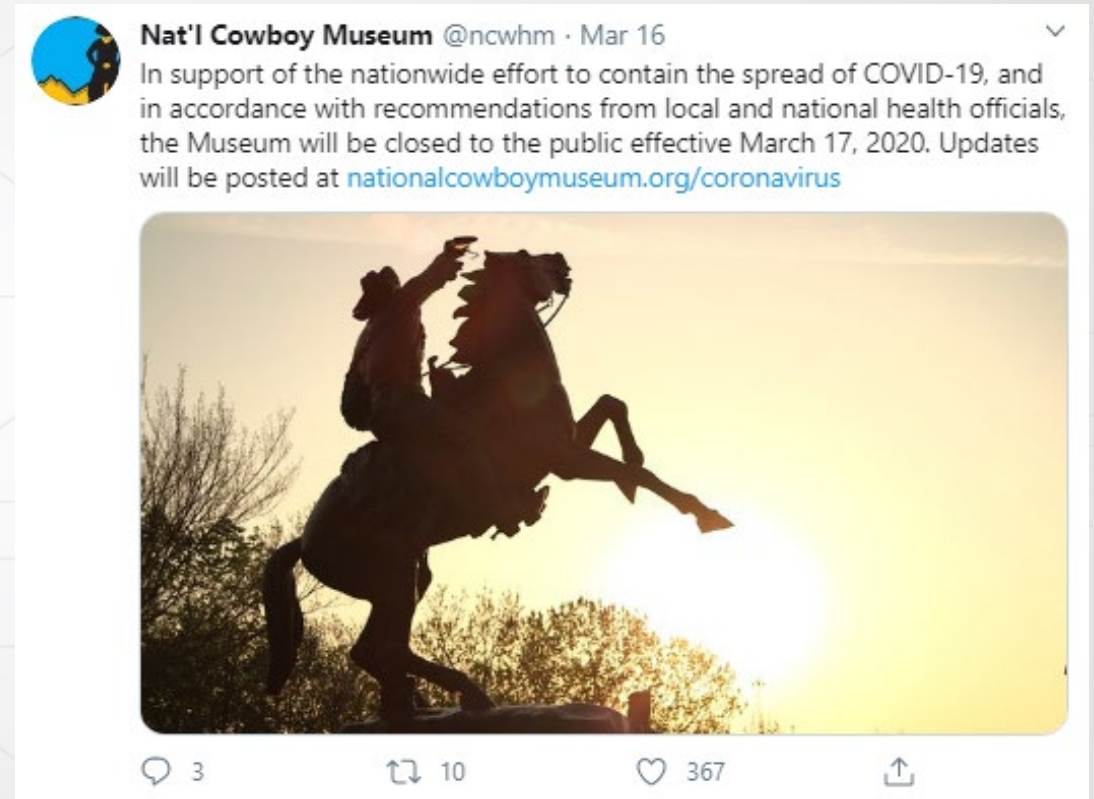 Nat'l Cowboy Museum @ncwhm · Mar 16
In support of the nationwide effort to contain the spread of COVID-19, and
in accordance with recommendations from local and national health officials,
the Museum will be closed to the public effective March 17, 2020. Updates
will be posted at nationalcowboymuseum.org/coronavirus
3 10 367